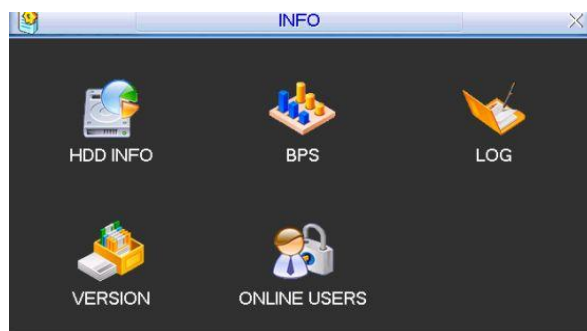 INFO
HDD INFO
BPS
LOG
VERSION
ONLINE USERS